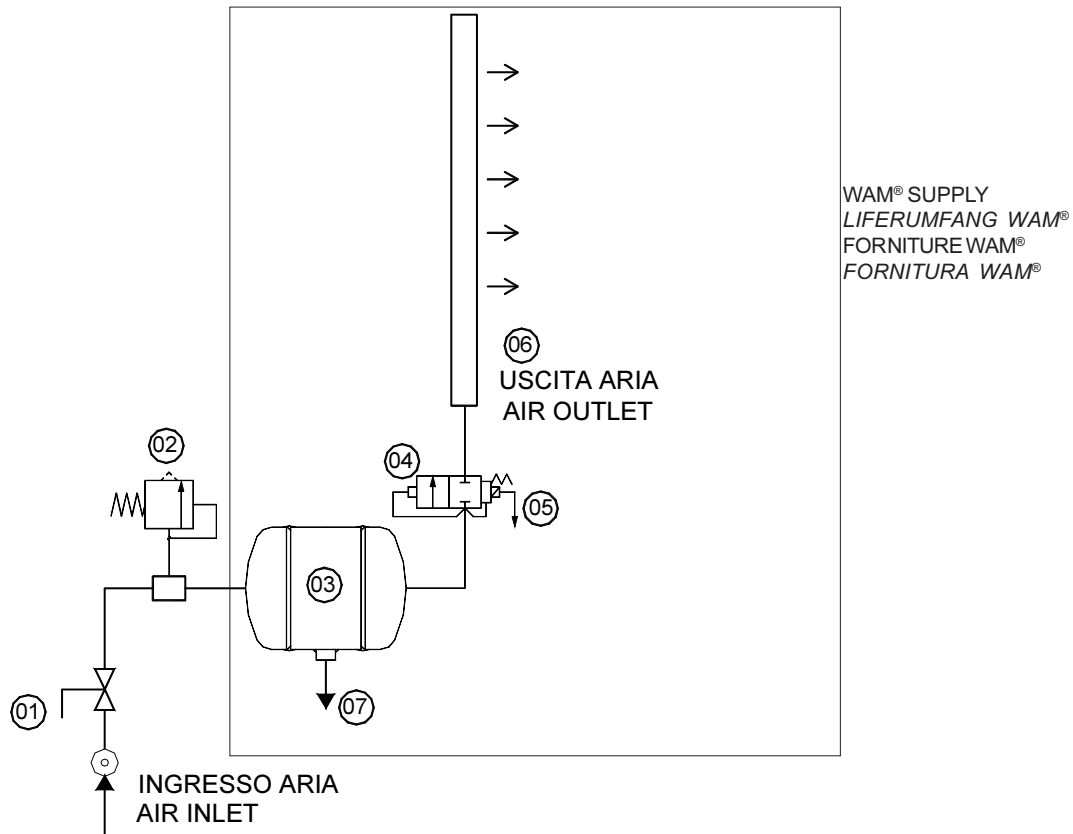 06
USCITA ARIA
AIR OUTLET
WAM® SUPPLY
LIFERUMFANG WAM®
FORNITURE WAM®
FORNITURA WAM®
02
04
05
03
01
07
INGRESSO ARIA
AIR INLET